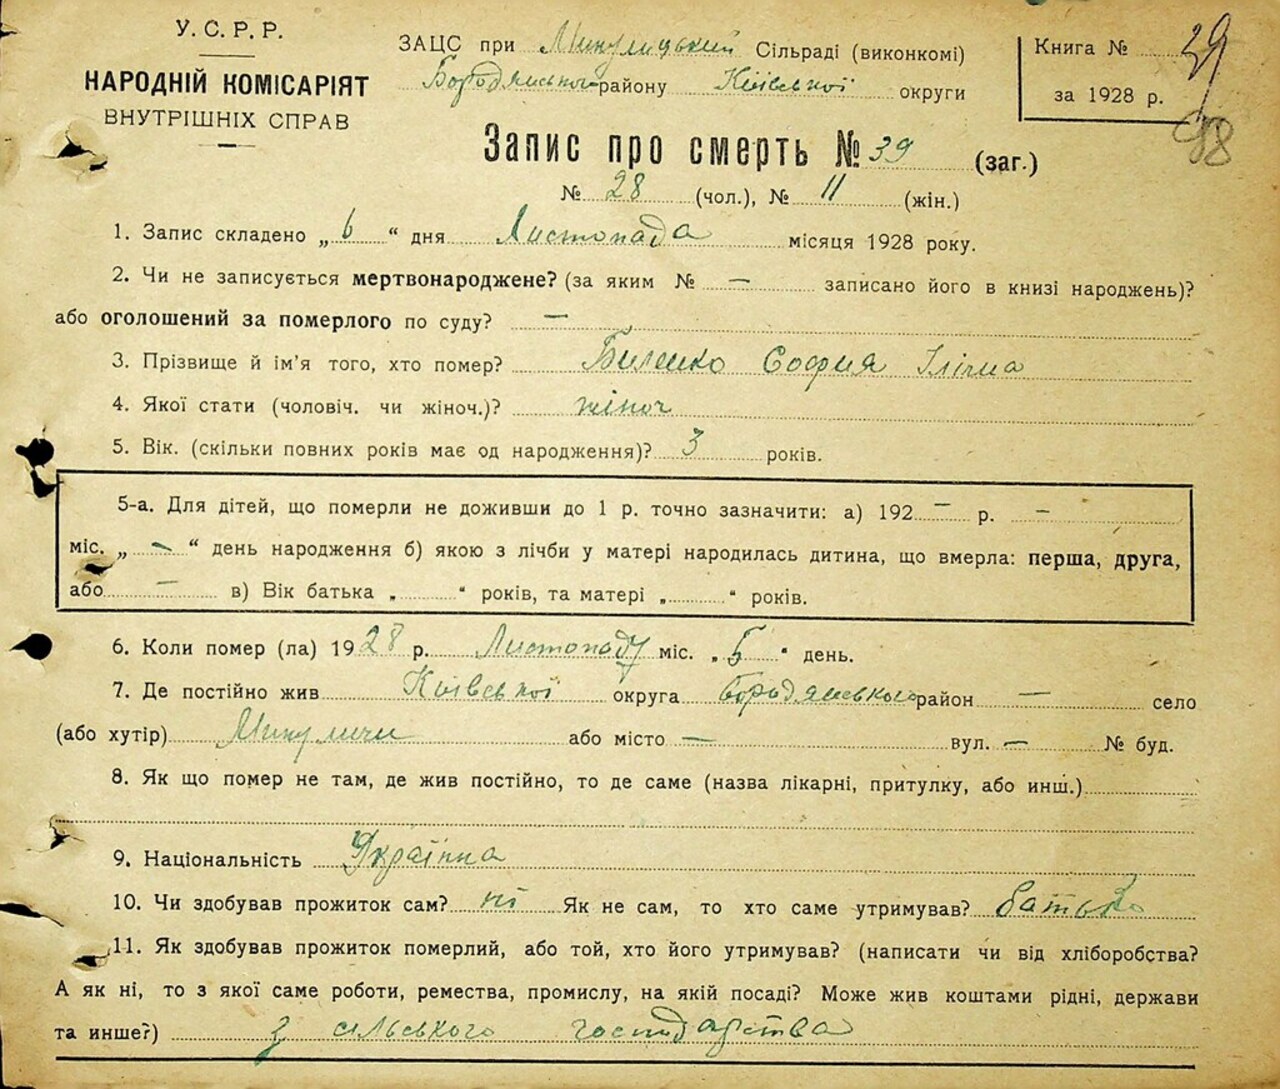 У. С. Р. Р.
НАРОДНІЙ КОМІСАРІЯТ
ВНУТРІШНІХ СПРАВ
ЗАЦС при Микулицький Сільраді (виконкомі)
Бородянського району Київської округи
Книга № 29
за 1928 р.
98
Запис про смерть № 39 (заг.)
№ 28 (чол.), № 11 (жін.)
1. Запис складено „ 6 “ дня Листопада місяця 1928 року.
2. Чи не записується мертвонароджене? (за яким № — записано його в книзі народжень)?
або оголошений за померлого по суду? —
3. Прізвище й ім'я того, хто помер? Биленко София Ілічна
4. Якої стати (чоловіч. чи жіноч.)? жіноч
5. Вік. (скільки повних років має од народження)? 3 років.
5-а. Для дітей, що померли не доживши до 1 р. точно зазначити: а) 192 — р. —
міс. „ — “ день народження б) якою з лічби у матері народилась дитина, що вмерла: перша, друга,
або — в) Вік батька „ “ років, та матері „ “ років.
6. Коли помер (ла) 1928 р. Листопаду міс. „ 5 “ день.
7. Де постійно жив Київської округа Бородянського район — село
(або хутір) Микуличи або місто — вул. — № буд.
8. Як що помер не там, де жив постійно, то де саме (назва лікарні, притулку, або инш.)
9. Національність Українка
10. Чи здобував прожиток сам? ні Як не сам, то хто саме утримував? батько
11. Як здобував прожиток померлий, або той, хто його утримував? (написати чи від хліборобства?
А як ні, то з якої саме роботи, ремества, промислу, на якій посаді? Може жив коштами рідні, держави
та инше?) з сільського господарства